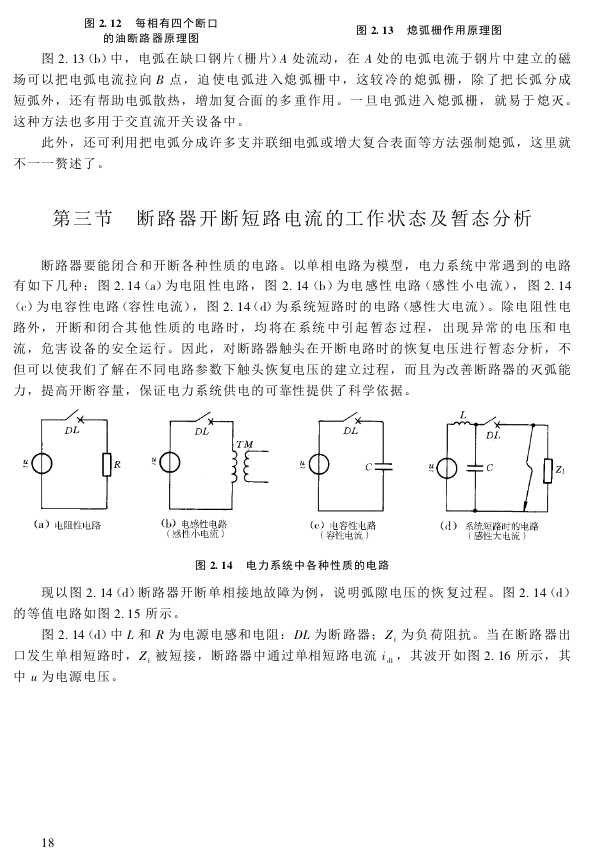 图 2.12 每相有四个断口
的油断路器原理图
图 2.13 熄弧栅作用原理图
图 2.13(b)中，电弧在缺口钢片(栅片)A 处流动，在 A 处的电弧电流于钢片中建立的磁
场可以把电弧电流拉向 B 点，迫使电弧进入熄弧栅中，这较冷的熄弧栅，除了把长弧分成
短弧外，还有帮助电弧散热，增加复合面的多重作用。一旦电弧进入熄弧栅，就易于熄灭。
这种方法也多用于交直流开关设备中。
此外，还可利用把电弧分成许多支并联细电弧或增大复合表面等方法强制熄弧，这里就
不一一赘述了。
第三节 断路器开断短路电流的工作状态及暂态分析
断路器要能闭合和开断各种性质的电路。以单相电路为模型，电力系统中常遇到的电路
有如下几种：图 2.14(a)为电阻性电路，图 2.14(b)为电感性电路(感性小电流)，图 2.14
(c)为电容性电路(容性电流)，图 2.14(d)为系统短路时的电路(感性大电流)。除电阻性电
路外，开断和闭合其他性质的电路时，均将在系统中引起暂态过程，出现异常的电压和电
流，危害设备的安全运行。因此，对断路器触头在开断电路时的恢复电压进行暂态分析，不
但可以使我们了解在不同电路参数下触头恢复电压的建立过程，而且为改善断路器的灭弧能
力，提高开断容量，保证电力系统供电的可靠性提供了科学依据。
DL
u
~
R
(a) 电阻性电路
DL
TM
u
~
(b) 电感性电路
(感性小电流)
DL
u
~
C
(c) 电容性电路
(容性电流)
L
DL
u
~
C
Z1
(d) 系统短路时的电路
(感性大电流)
图 2.14 电力系统中各种性质的电路
现以图 2.14(d)断路器开断单相接地故障为例，说明弧隙电压的恢复过程。图 2.14(d)
的等值电路如图 2.15 所示。
图 2.14(d)中 L 和 R 为电源电感和电阻；DL 为断路器；Zf 为负荷阻抗。当在断路器出
口发生单相短路时，Zf 被短接，断路器中通过单相短路电流 idl，其波开如图 2.16 所示，其
中 u 为电源电压。
18